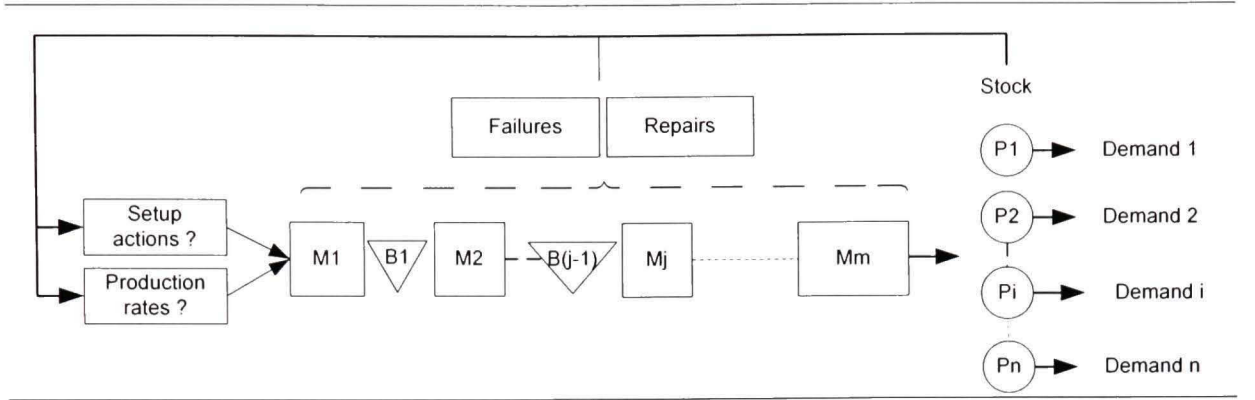 Stock
Failures
Repairs
P1
Demand 1
Setup
actions ?
P2
Demand 2
M1
B1
M2
B(j-1)
Mj
Mm
Production
rates ?
Pi
Demand i
Pn
Demand n